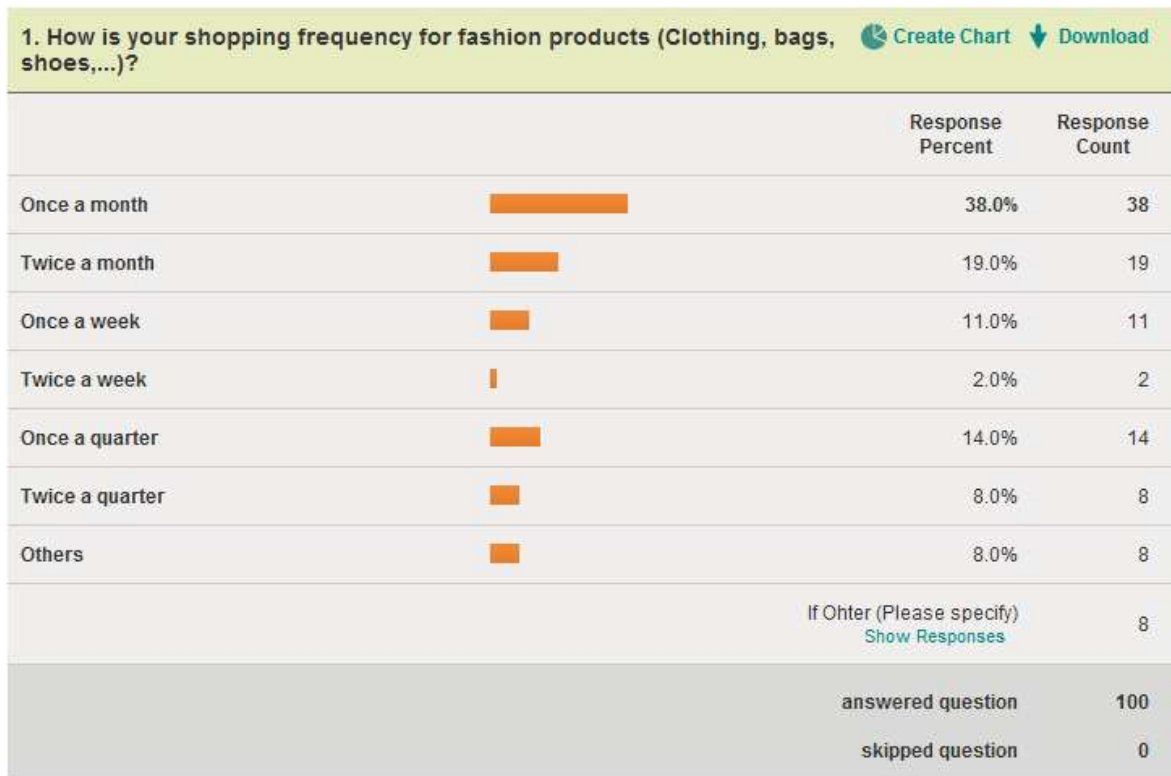 1. How is your shopping frequency for fashion products (Clothing, bags, Create Chart Download
shoes,...)?
Response Response
Percent Count
Once a month 38.0% 38
Twice a month 19.0% 19
Once a week 11.0% 11
Twice a week 2.0% 2
Once a quarter 14.0% 14
Twice a quarter 8.0% 8
Others 8.0% 8
If Ohter (Please specify) 8
Show Responses
answered question 100
skipped question 0